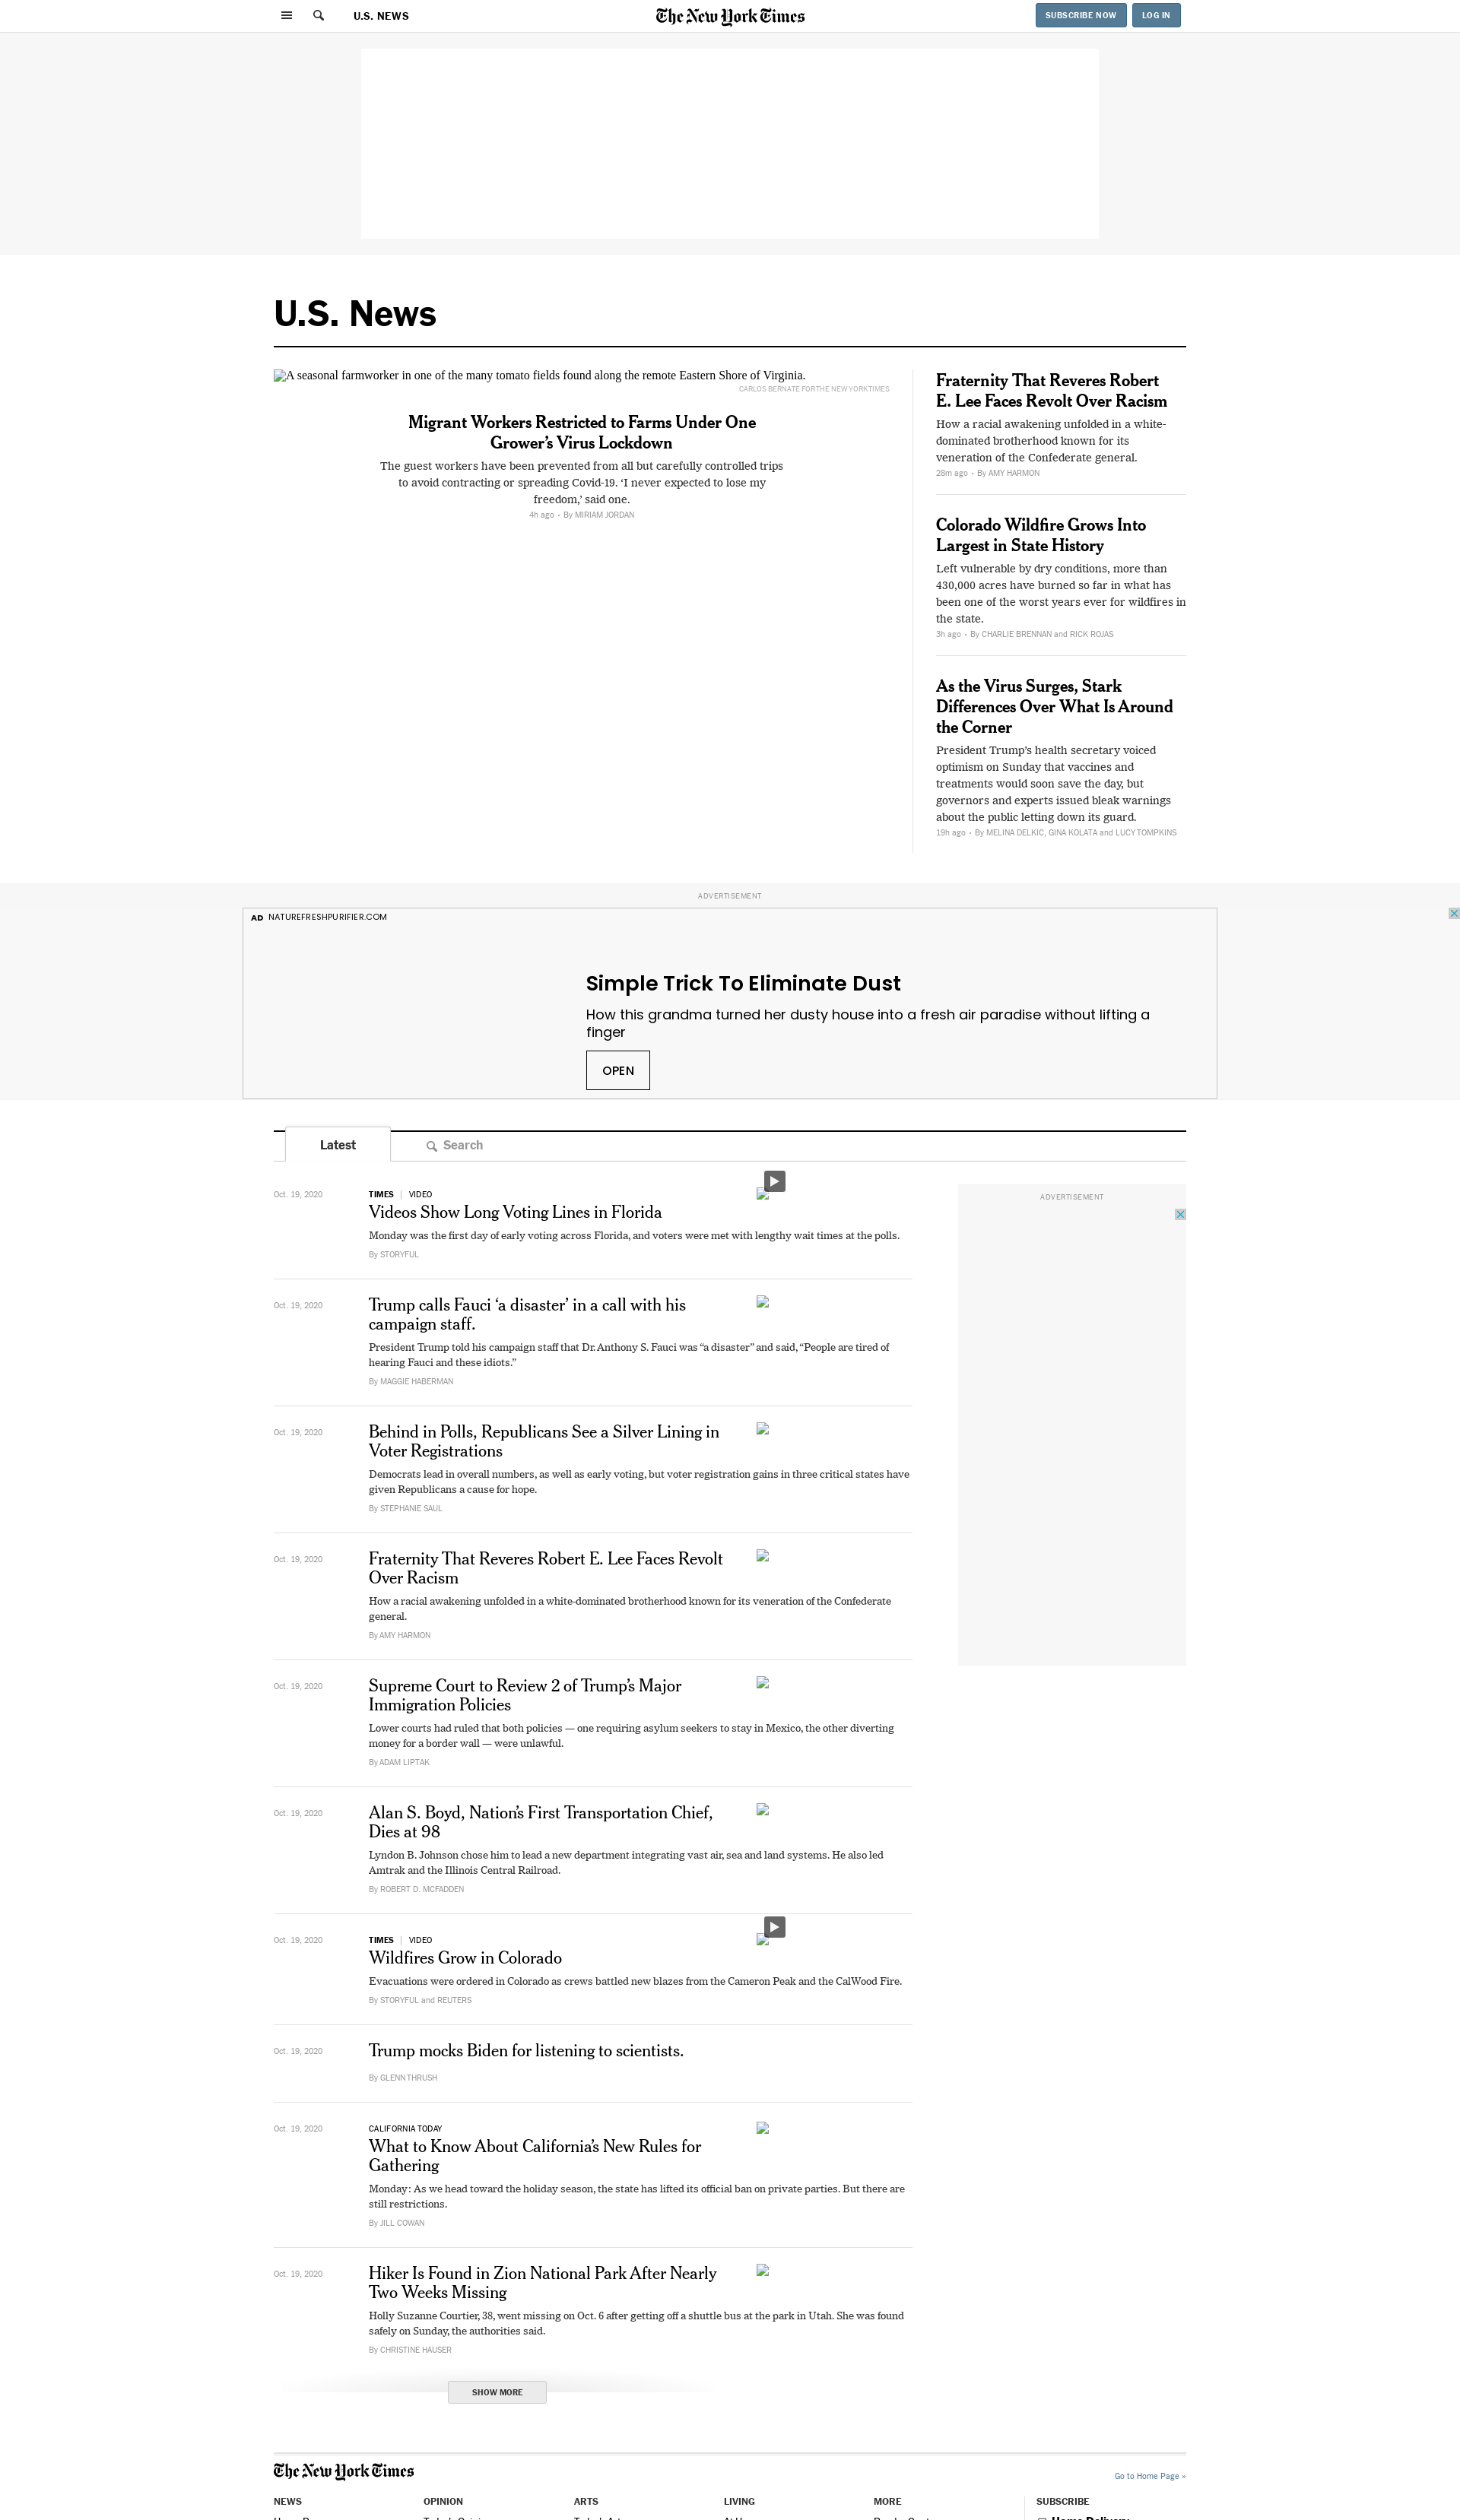 U.S. NEWS
The New York Times
SUBSCRIBE NOW
LOG IN
U.S. News
A seasonal farmworker in one of the many tomato fields found along the remote Eastern Shore of Virginia.
CARLOS BERNATE FOR THE NEW YORK TIMES
Migrant Workers Restricted to Farms Under One
Grower’s Virus Lockdown
The guest workers have been prevented from all but carefully controlled trips
to avoid contracting or spreading Covid-19. ‘I never expected to lose my
freedom,’ said one.
4h ago • By MIRIAM JORDAN
Fraternity That Reveres Robert
E. Lee Faces Revolt Over Racism
How a racial awakening unfolded in a white-
dominated brotherhood known for its
veneration of the Confederate general.
28m ago • By AMY HARMON
Colorado Wildfire Grows Into
Largest in State History
Left vulnerable by dry conditions, more than
430,000 acres have burned so far in what has
been one of the worst years ever for wildfires in
the state.
3h ago • By CHARLIE BRENNAN and RICK ROJAS
As the Virus Surges, Stark
Differences Over What Is Around
the Corner
President Trump’s health secretary voiced
optimism on Sunday that vaccines and
treatments would soon save the day, but
governors and experts issued bleak warnings
about the public letting down its guard.
19h ago • By MELINA DELKIC, GINA KOLATA and LUCY TOMPKINS
ADVERTISEMENT
AD NATUREFRESHPURIFIER.COM
Simple Trick To Eliminate Dust
How this grandma turned her dusty house into a fresh air paradise without lifting a
finger
OPEN
Latest
Search
ADVERTISEMENT
Oct. 19, 2020
TIMES | VIDEO
Videos Show Long Voting Lines in Florida
Monday was the first day of early voting across Florida, and voters were met with lengthy wait times at the polls.
By STORYFUL
Oct. 19, 2020
Trump calls Fauci ‘a disaster’ in a call with his
campaign staff.
President Trump told his campaign staff that Dr. Anthony S. Fauci was “a disaster” and said, “People are tired of
hearing Fauci and these idiots.”
By MAGGIE HABERMAN
Oct. 19, 2020
Behind in Polls, Republicans See a Silver Lining in
Voter Registrations
Democrats lead in overall numbers, as well as early voting, but voter registration gains in three critical states have
given Republicans a cause for hope.
By STEPHANIE SAUL
Oct. 19, 2020
Fraternity That Reveres Robert E. Lee Faces Revolt
Over Racism
How a racial awakening unfolded in a white-dominated brotherhood known for its veneration of the Confederate
general.
By AMY HARMON
Oct. 19, 2020
Supreme Court to Review 2 of Trump’s Major
Immigration Policies
Lower courts had ruled that both policies — one requiring asylum seekers to stay in Mexico, the other diverting
money for a border wall — were unlawful.
By ADAM LIPTAK
Oct. 19, 2020
Alan S. Boyd, Nation’s First Transportation Chief,
Dies at 98
Lyndon B. Johnson chose him to lead a new department integrating vast air, sea and land systems. He also led
Amtrak and the Illinois Central Railroad.
By ROBERT D. MCFADDEN
Oct. 19, 2020
TIMES | VIDEO
Wildfires Grow in Colorado
Evacuations were ordered in Colorado as crews battled new blazes from the Cameron Peak and the CalWood Fire.
By STORYFUL and REUTERS
Oct. 19, 2020
Trump mocks Biden for listening to scientists.
By GLENN THRUSH
Oct. 19, 2020
CALIFORNIA TODAY
What to Know About California’s New Rules for
Gathering
Monday: As we head toward the holiday season, the state has lifted its official ban on private parties. But there are
still restrictions.
By JILL COWAN
Oct. 19, 2020
Hiker Is Found in Zion National Park After Nearly
Two Weeks Missing
Holly Suzanne Courtier, 38, went missing on Oct. 6 after getting off a shuttle bus at the park in Utah. She was found
safely on Sunday, the authorities said.
By CHRISTINE HAUSER
SHOW MORE
The New York Times
Go to Home Page »
NEWS
OPINION
ARTS
LIVING
MORE
SUBSCRIBE